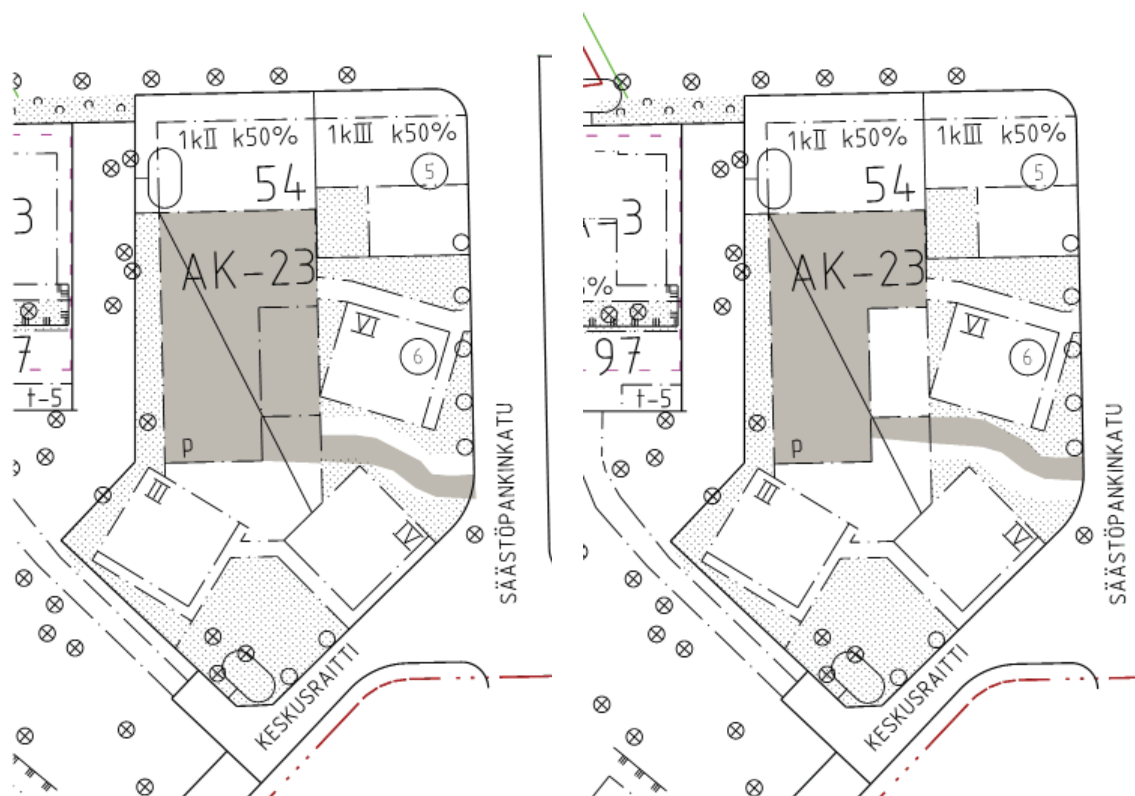 1kII k50%
1kIII k50%
5
54
3
AK-23
VI
6
7
t-5
P
III
IV
SÄÄSTÖPANKINKATU
KESKUSRAITTI
1kII k50%
1kIII k50%
5
54
3
AK-23
%
VI
6
97
t-5
P
III
IV
SÄÄSTÖPANKINKATU
KESKUSRAITTI